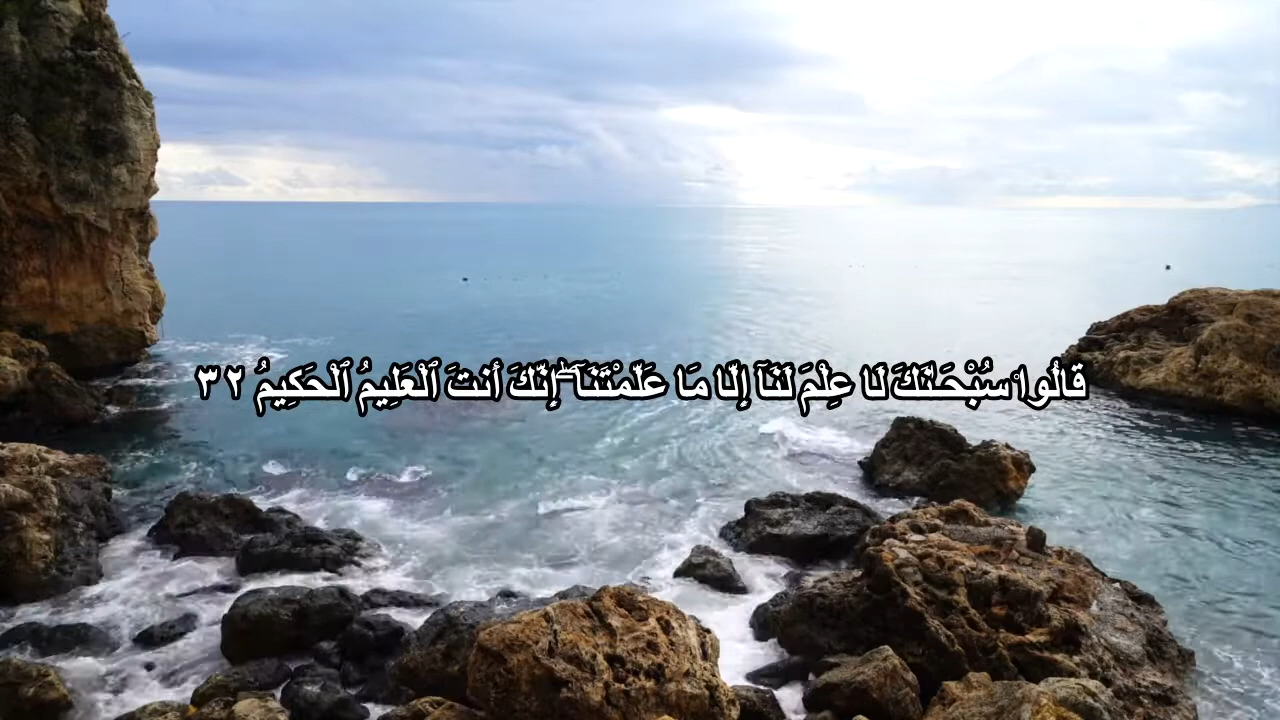 قَالُوا۟ سُبْحَـٰنَكَ لَا عِلْمَ لَنَآ إِلَّا مَا عَلَّمْتَنَآ ۖ إِنَّكَ أَنتَ ٱلْعَلِيمُ ٱلْحَكِيمُ ٣٢